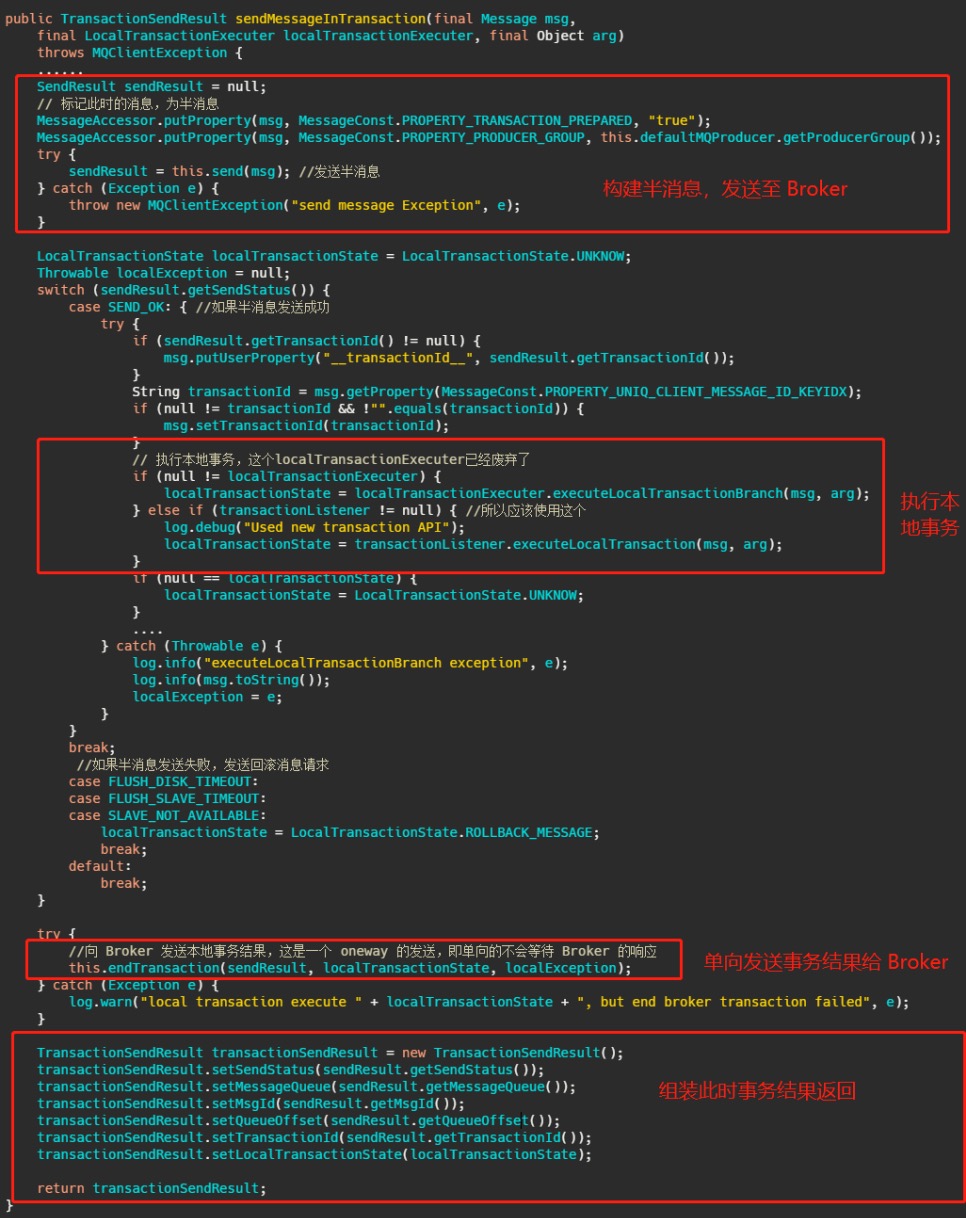 public TransactionSendResult sendMessageInTransaction(final Message msg,
    final LocalTransactionExecuter localTransactionExecuter, final Object arg)
    throws MQClientException {
    ......
    SendResult sendResult = null;
    // 标记此时的消息，为半消息
    MessageAccessor.putProperty(msg, MessageConst.PROPERTY_TRANSACTION_PREPARED, "true");
    MessageAccessor.putProperty(msg, MessageConst.PROPERTY_PRODUCER_GROUP, this.defaultMQProducer.getProducerGroup());
    try {
        sendResult = this.send(msg); //发送半消息
    } catch (Exception e) {
构建半消息，发送至 Broker
        throw new MQClientException("send message Exception", e);
    }
    LocalTransactionState localTransactionState = LocalTransactionState.UNKNOW;
    Throwable localException = null;
    switch (sendResult.getSendStatus()) {
        case SEND_OK: { //如果半消息发送成功
            try {
                if (sendResult.getTransactionId() != null) {
                    msg.putUserProperty("__transactionId__", sendResult.getTransactionId());
                }
                String transactionId = msg.getProperty(MessageConst.PROPERTY_UNIQ_CLIENT_MESSAGE_ID_KEYIDX);
                if (null != transactionId && !"".equals(transactionId)) {
                    msg.setTransactionId(transactionId);
                }
                // 执行本地事务，这个localTransactionExecuter已经废弃了
                if (null != localTransactionExecuter) {
                    localTransactionState = localTransactionExecuter.executeLocalTransactionBranch(msg, arg);
                } else if (transactionListener != null) { //所以应该使用这个
                    log.debug("Used new transaction API");
                    localTransactionState = transactionListener.executeLocalTransaction(msg, arg);
                }
执行本
地事务
                if (null == localTransactionState) {
                    localTransactionState = LocalTransactionState.UNKNOW;
                }
                ....
            } catch (Throwable e) {
                log.info("executeLocalTransactionBranch exception", e);
                log.info(msg.toString());
                localException = e;
            }
        }
        break;
         //如果半消息发送失败，发送回滚消息请求
        case FLUSH_DISK_TIMEOUT:
        case FLUSH_SLAVE_TIMEOUT:
        case SLAVE_NOT_AVAILABLE:
            localTransactionState = LocalTransactionState.ROLLBACK_MESSAGE;
            break;
        default:
            break;
    }
    try {
        //向 Broker 发送本地事务结果，这是一个 oneway 的发送，即单向的不会等待 Broker 的响应
        this.endTransaction(sendResult, localTransactionState, localException);
单向发送事务结果给 Broker
    } catch (Exception e) {
        log.warn("local transaction execute " + localTransactionState + ", but end broker transaction failed", e);
    }
    TransactionSendResult transactionSendResult = new TransactionSendResult();
    transactionSendResult.setSendStatus(sendResult.getSendStatus());
    transactionSendResult.setMessageQueue(sendResult.getMessageQueue());
组装此时事务结果返回
    transactionSendResult.setMsgId(sendResult.getMsgId());
    transactionSendResult.setQueueOffset(sendResult.getQueueOffset());
    transactionSendResult.setTransactionId(sendResult.getTransactionId());
    transactionSendResult.setLocalTransactionState(localTransactionState);
    return transactionSendResult;
}